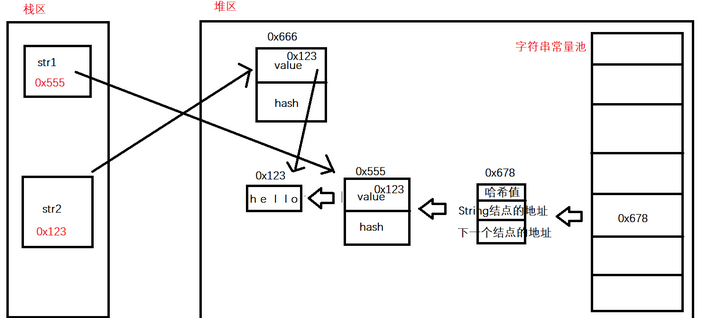 栈区
堆区
str1
0x555
0x666
0x123
value
hash
字符串常量池
0x123
hello
0x555
0x123
value
hash
0x678
哈希值
String结点的地址
下一个结点的地址
0x678
str2
0x123